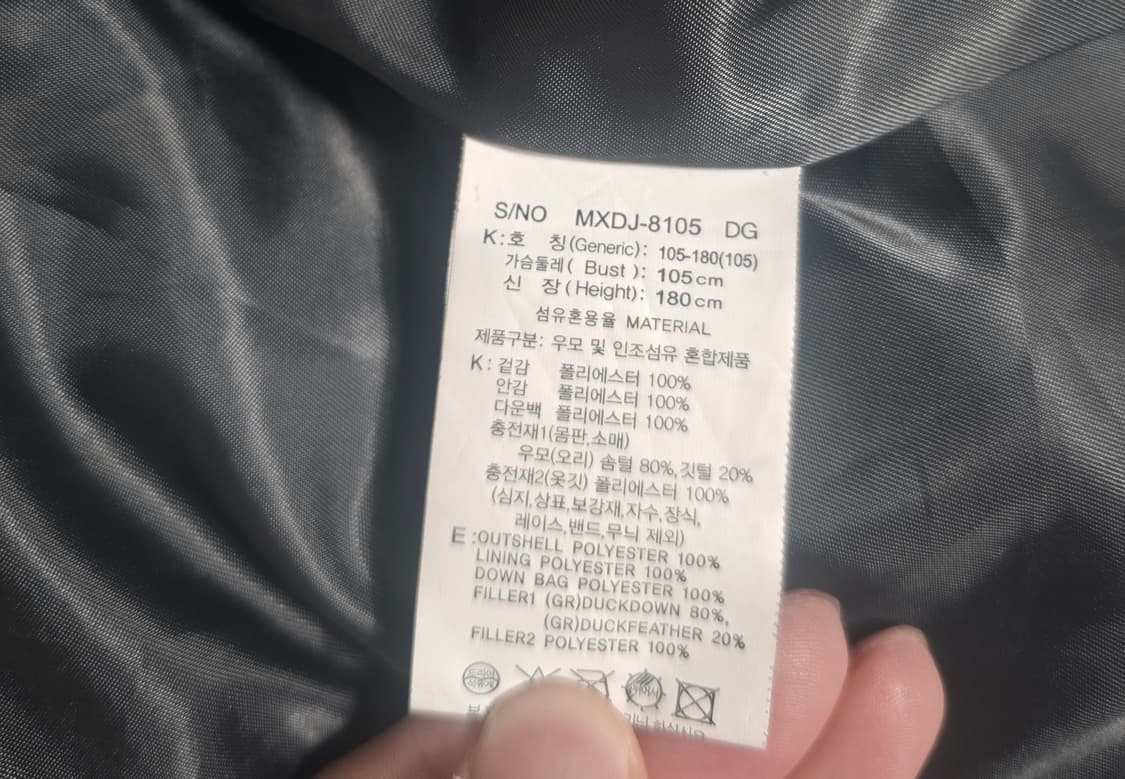 S/NO MXDJ-8105 DG
K:호 칭(Generic): 105-180(105)
가슴둘레( Bust ): 105cm
신 장(Height): 180cm
섬유혼용율 MATERIAL
제품구분: 우모 및 인조섬유 혼합제품
K: 겉감 폴리에스터 100%
안감 폴리에스터 100%
다운백 폴리에스터 100%
충전재1(몸판,소매)
우모(오리) 솜털 80%,깃털 20%
충전재2(옷깃) 폴리에스터 100%
(심지,상표,보강재,자수,장식,
레이스,밴드,무늬 제외)
E :OUTSHELL POLYESTER 100%
LINING POLYESTER 100%
DOWN BAG POLYESTER 100%
FILLER1 (GR)DUCKDOWN 80%,
(GR)DUCKFEATHER 20%
FILLER2 POLYESTER 100%
드라이
석유계